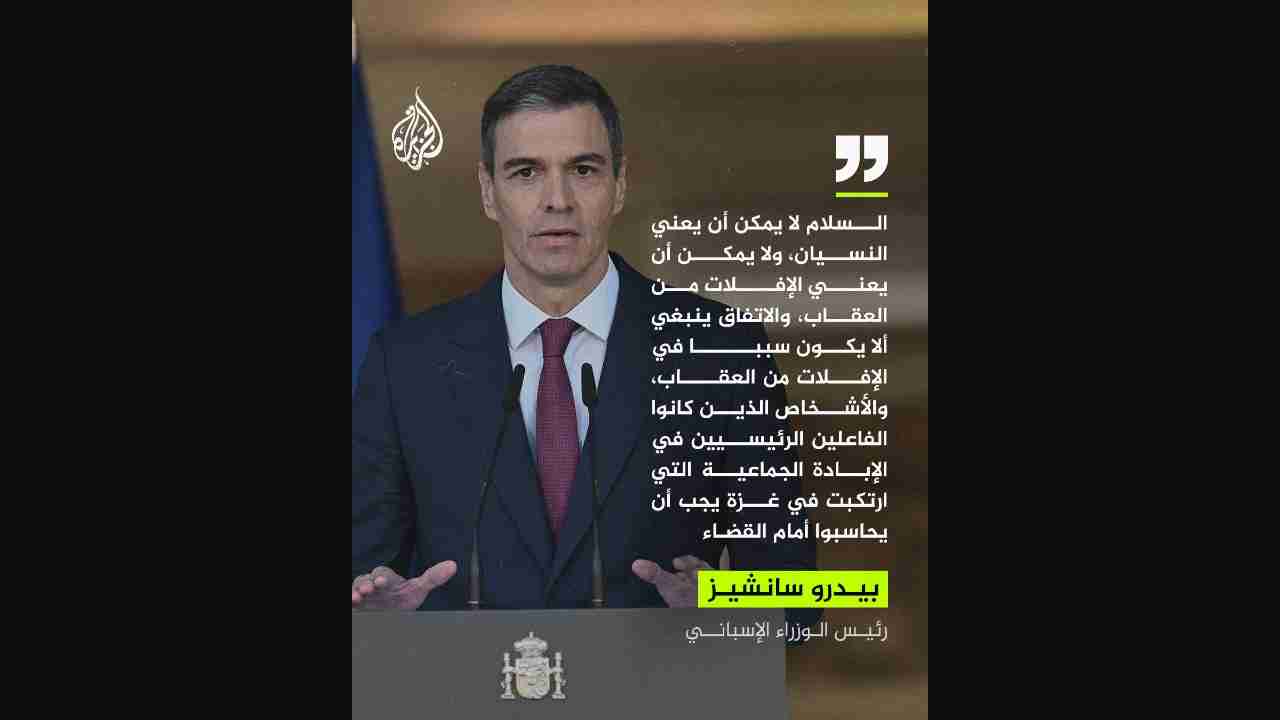 الجزيرة
السلام لا يمكن أن يعني
النسيان، ولا يمكن أن
يعني الإفلات من
العقاب، والاتفاق ينبغي
ألا يكون سببا في
الإفلات من العقاب،
والأشخاص الذين كانوا
الفاعلين الرئيسيين في
الإبادة الجماعية التي
ارتكبت في غزة يجب أن
يحاسبوا أمام القضاء
بيدرو سانشيز
رئيس الوزراء الإسباني